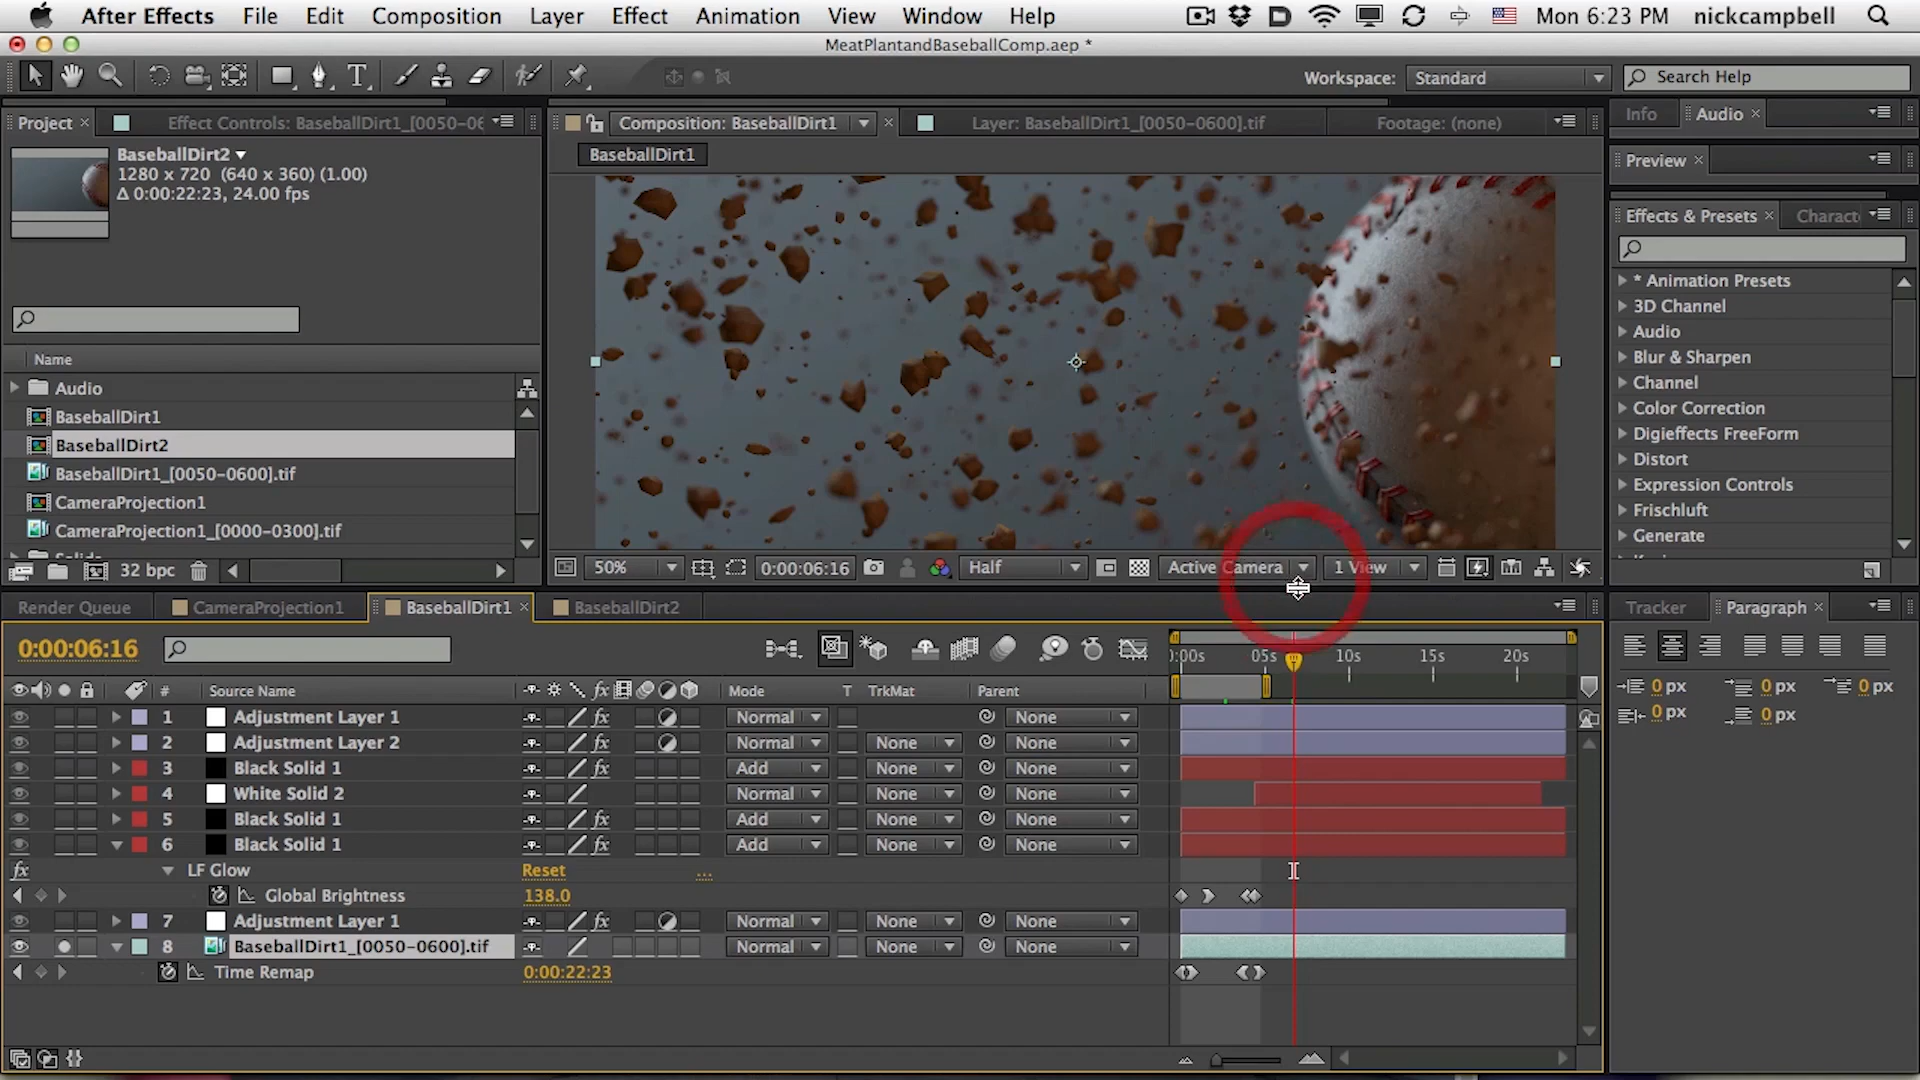 After Effects File Edit Composition Layer Effect Animation View Window Help Mon 6:23 PM nickcampbell
MeatPlantandBaseballComp.aep *
Workspace: Standard Search Help
Project Effect Controls: BaseballDirt1_[0050-06 Composition: BaseballDirt1 Layer: BaseballDirt1_[0050-0600].tif Footage: (none) Info Audio
BaseballDirt2
1280 x 720 (640 x 360) (1.00)
Δ 0:00:22:23, 24.00 fps
BaseballDirt1
Preview
Effects & Presets Charact
Name
Audio
BaseballDirt1
BaseballDirt2
BaseballDirt1_[0050-0600].tif
CameraProjection1
CameraProjection1_[0000-0300].tif
32 bpc
* Animation Presets
3D Channel
Audio
Blur & Sharpen
Channel
Color Correction
Digieffects FreeForm
Distort
Expression Controls
Frischluft
Generate
50% 0:00:06:16 Half Active Camera 1 View
Render Queue CameraProjection1 BaseballDirt1 BaseballDirt2
Tracker Paragraph
0:00:06:16
):00s 05s 10s 15s 20s
0 px 0 px 0 px
0 px 0 px
# Source Name fx Mode T TrkMat Parent
1 Adjustment Layer 1 fx Normal None
2 Adjustment Layer 2 fx Normal None None
3 Black Solid 1 fx Add None None
4 White Solid 2 Normal None None
5 Black Solid 1 fx Add None None
6 Black Solid 1 fx Add None None
fx LF Glow Reset ...
Global Brightness 138.0
7 Adjustment Layer 1 fx Normal None None
8 BaseballDirt1_[0050-0600].tif Normal None None
Time Remap 0:00:22:23